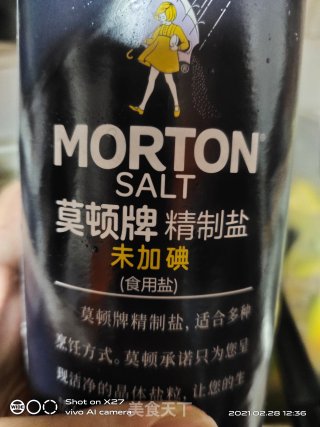 MORTON®
SALT
莫顿牌 精制盐
未加碘
(食用盐)
莫顿牌精制盐,适合多种
烹饪方式。莫顿承诺只为您呈
现洁净的晶体盐粒,让您的生
Shot on X27
vivo AI camera
美食天下
2021.02.28 12:36